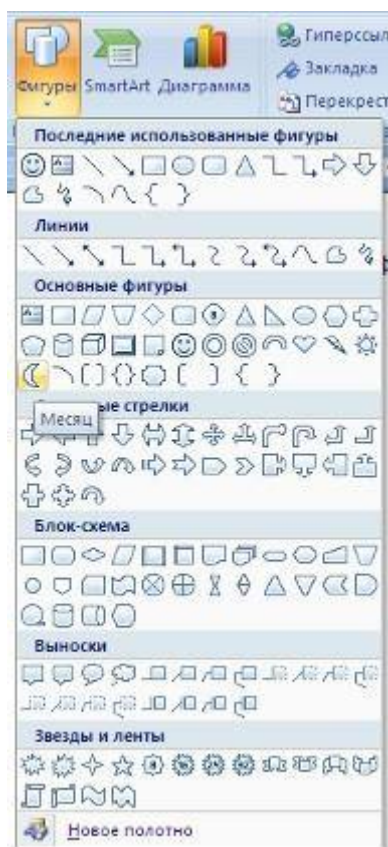 Гиперссыл
Закладка
Перекрест
Фигуры SmartArt Диаграмма
Последние использованные фигуры
Линии
Основные фигуры
Месяц
ые стрелки
Блок-схема
Выноски
Звезды и ленты
Новое полотно